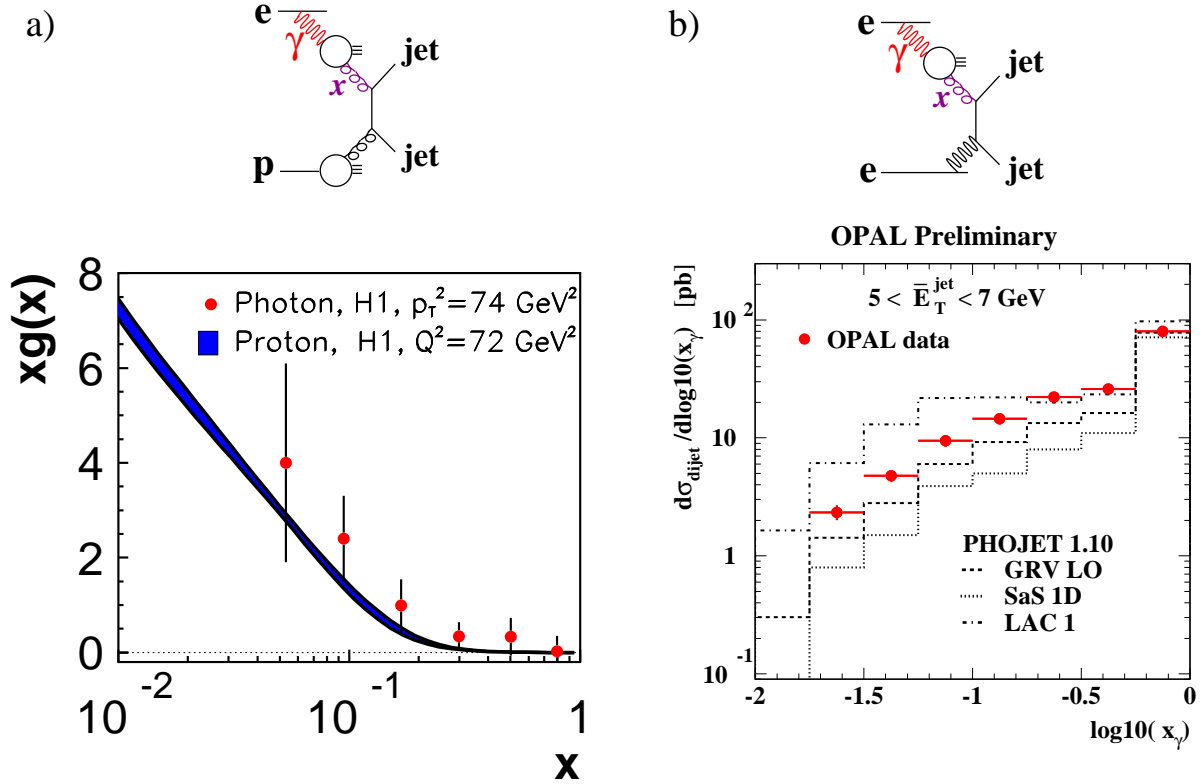 a)
e
γ
jet
x
p
jet
xg(x)
8
6
4
2
0
Photon, H1, p_T^2=74 GeV^2
Proton, H1, Q^2=72 GeV^2
10^-2
10^-1
1
x
b)
e
γ
jet
x
e
jet
OPAL Preliminary
dσ_dijet/dlog10(x_γ) [pb]
5 < E̅_T^jet < 7 GeV
OPAL data
10^2
10
1
10^-1
PHOJET 1.10
GRV LO
SaS 1D
LAC 1
-2
-1.5
-1
-0.5
0
log10( x_γ)